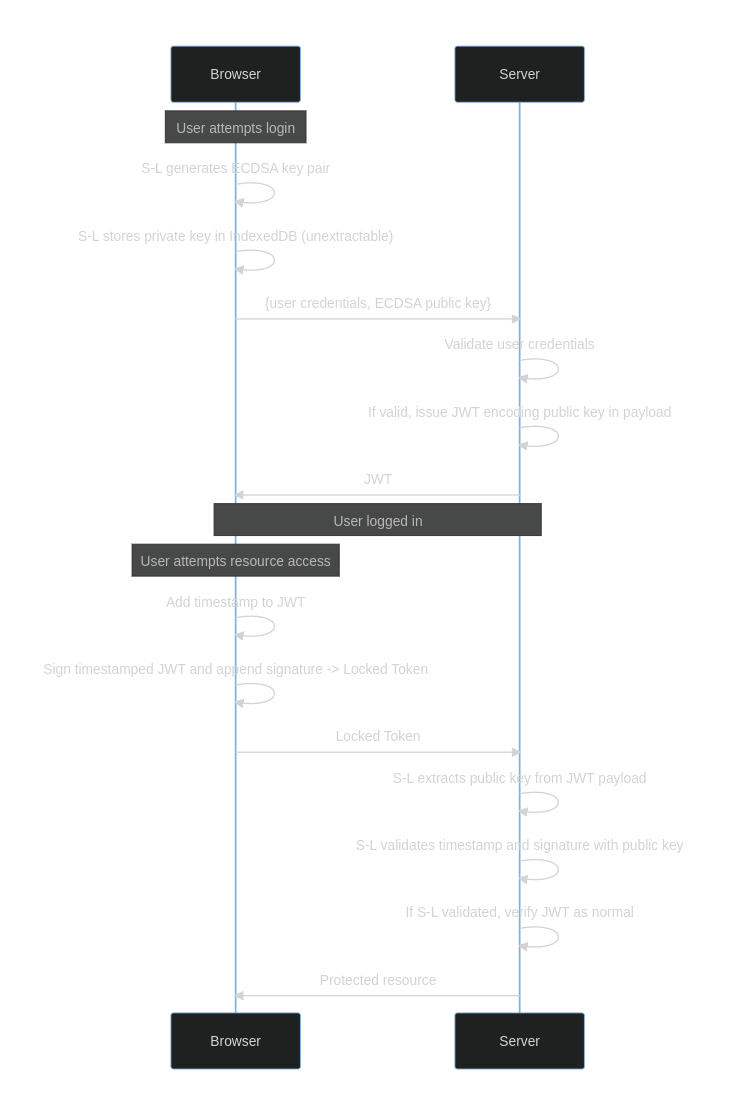 Browser
Server
User attempts login
S-L generates ECDSA key pair
S-L stores private key in IndexedDB (unextractable)
{user credentials, ECDSA public key}
Validate user credentials
If valid, issue JWT encoding public key in payload
JWT
User logged in
User attempts resource access
Add timestamp to JWT
Sign timestamped JWT and append signature -> Locked Token
Locked Token
S-L extracts public key from JWT payload
S-L validates timestamp and signature with public key
If S-L validated, verify JWT as normal
Protected resource
Browser
Server